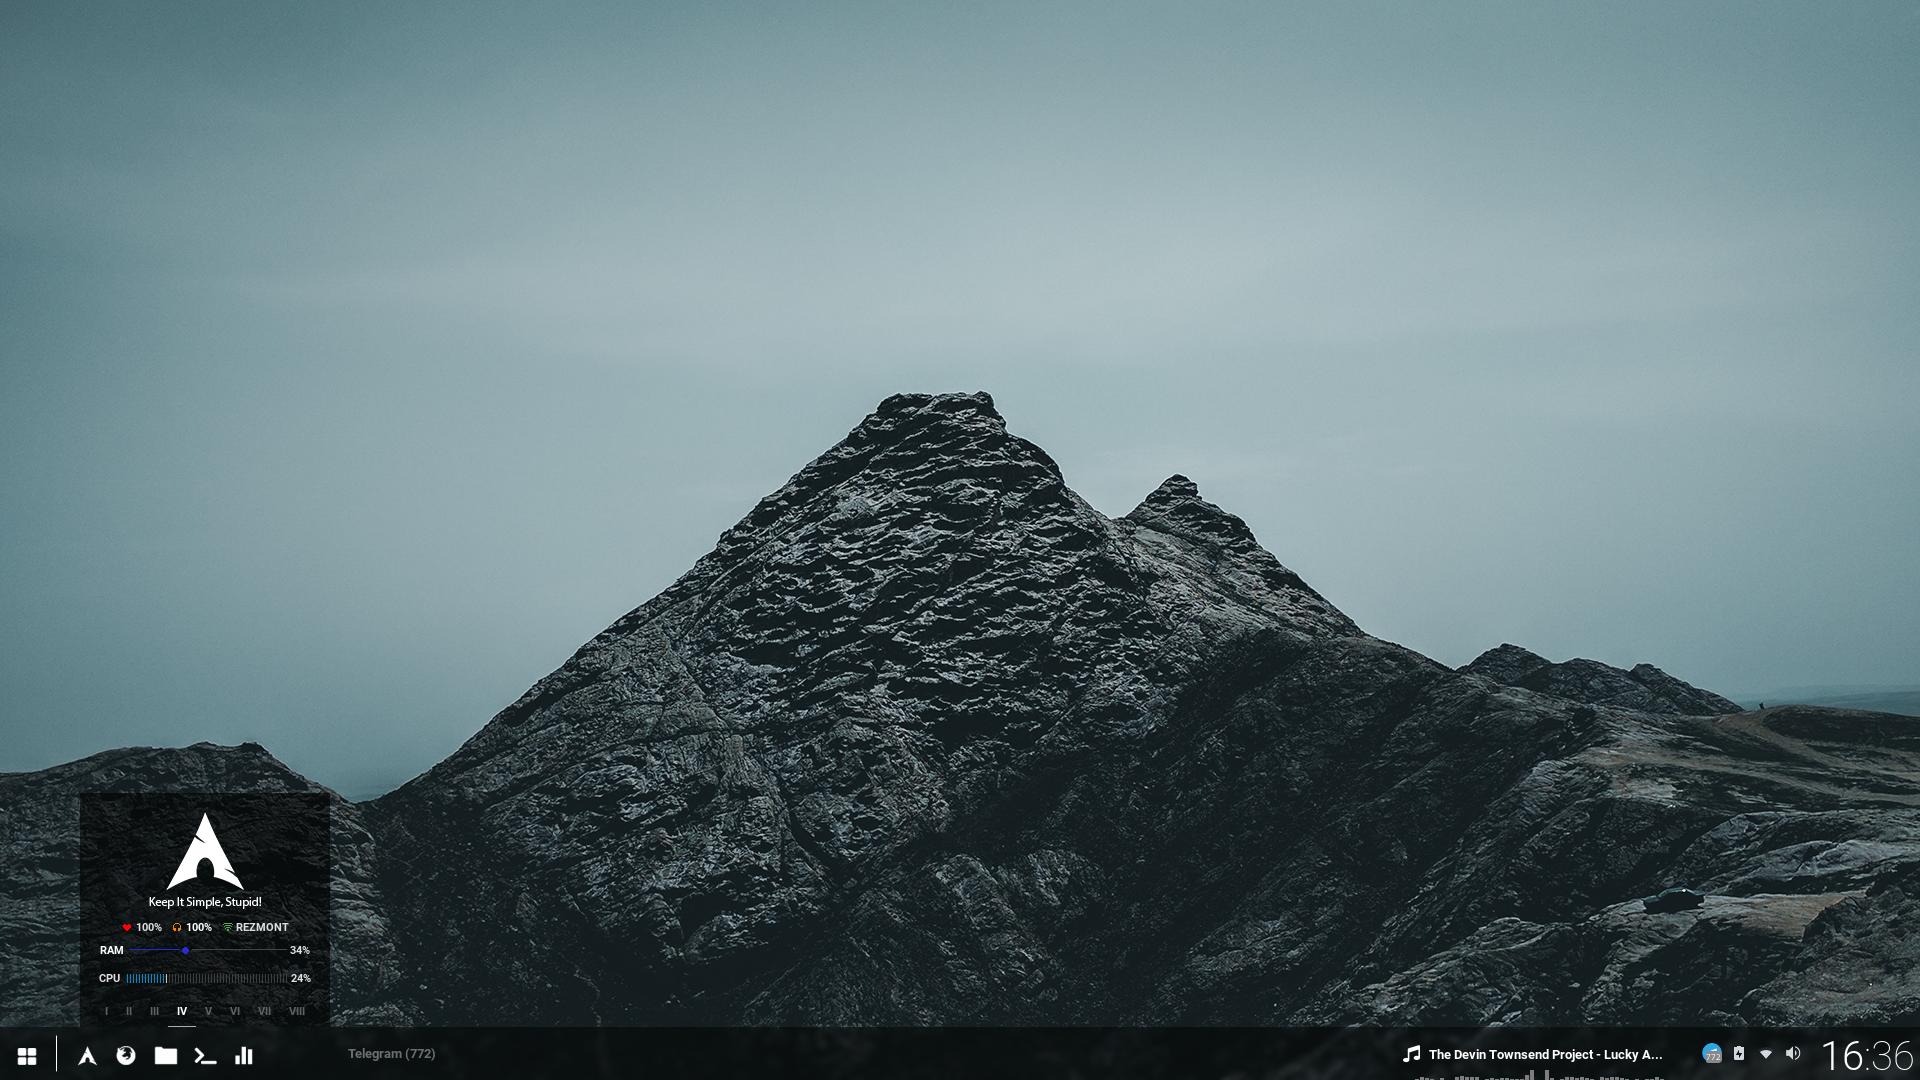 Keep It Simple, Stupid!
100% 100% REZMONT
RAM 34%
CPU 24%
I II III IV V VI VII VIII
Telegram (772)
The Devin Townsend Project - Lucky A...
772
16:36